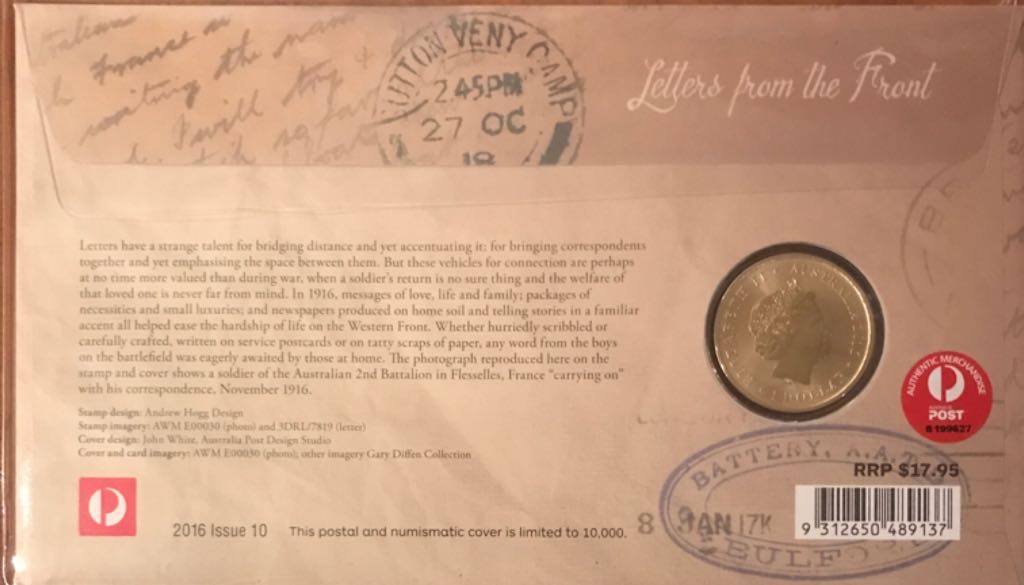 France
waiting the
I will try
SUTTON VENY CAMP
2.45PM
27 OC
18
Letters from the Front
Letters have a strange talent for bridging distance and yet accentuating it: for bringing correspondents
together and yet emphasising the space between them. But these vehicles for connection are perhaps
at no time more valued than during war, when a soldier's return is no sure thing and the welfare of
that loved one is never far from mind. In 1916, messages of love, life and family; packages of
necessities and small luxuries; and newspapers produced on home soil and telling stories in a familiar
accent all helped ease the hardship of life on the Western Front. Whether hurriedly scribbled or
carefully crafted, written on service postcards or on tatty scraps of paper, any word from the boys
on the battlefield was eagerly awaited by those at home. The photograph reproduced here on the
stamp and cover shows a soldier of the Australian 2nd Battalion in Flesselles, France "carrying on"
with his correspondence, November 1916.
Stamp design: Andrew Hogg Design
Stamp imagery: AWM E00030 (photo) and 3DRL/7819 (letter)
Cover design: John White, Australia Post Design Studio
Cover and card imagery: AWM E00030 (photo); other imagery Gary Diffen Collection
ELIZABETH II AUSTRALIA
1 DOLLAR
AUTHENTIC MERCHANDISE
POST
B 199627
BATTERY, A.A.
8 JAN 17K
BULFO
RRP $17.95
9 312650 489137
2016 Issue 10
This postal and numismatic cover is limited to 10,000.